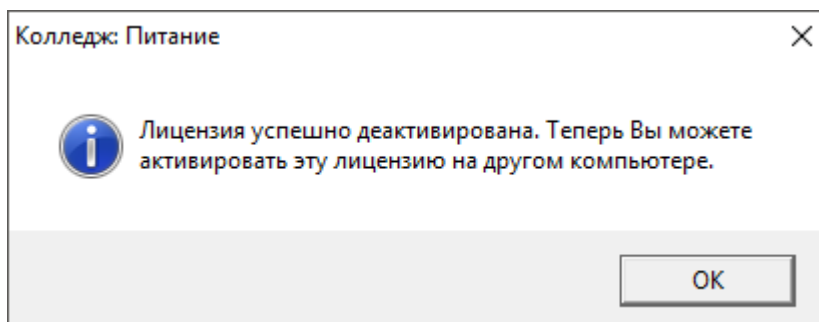 Колледж: Питание
Лицензия успешно деактивирована. Теперь Вы можете
активировать эту лицензию на другом компьютере.
OK